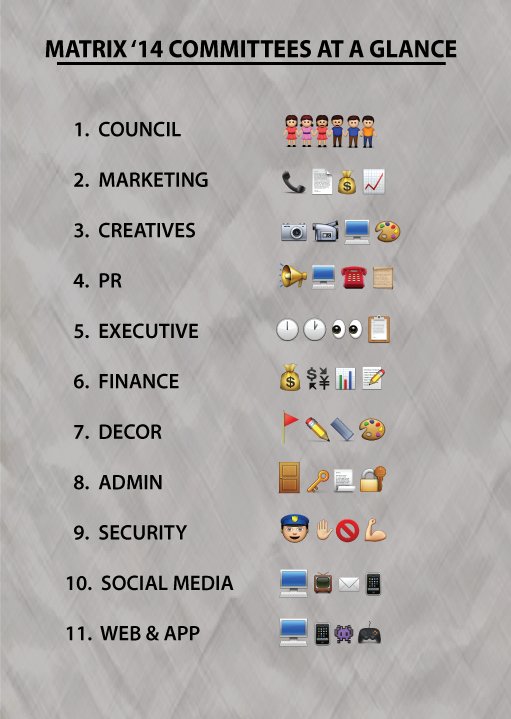 MATRIX ‘14 COMMITTEES AT A GLANCE
1. COUNCIL
2. MARKETING
3. CREATIVES
4. PR
5. EXECUTIVE
6. FINANCE
7. DECOR
8. ADMIN
9. SECURITY
10. SOCIAL MEDIA
11. WEB & APP